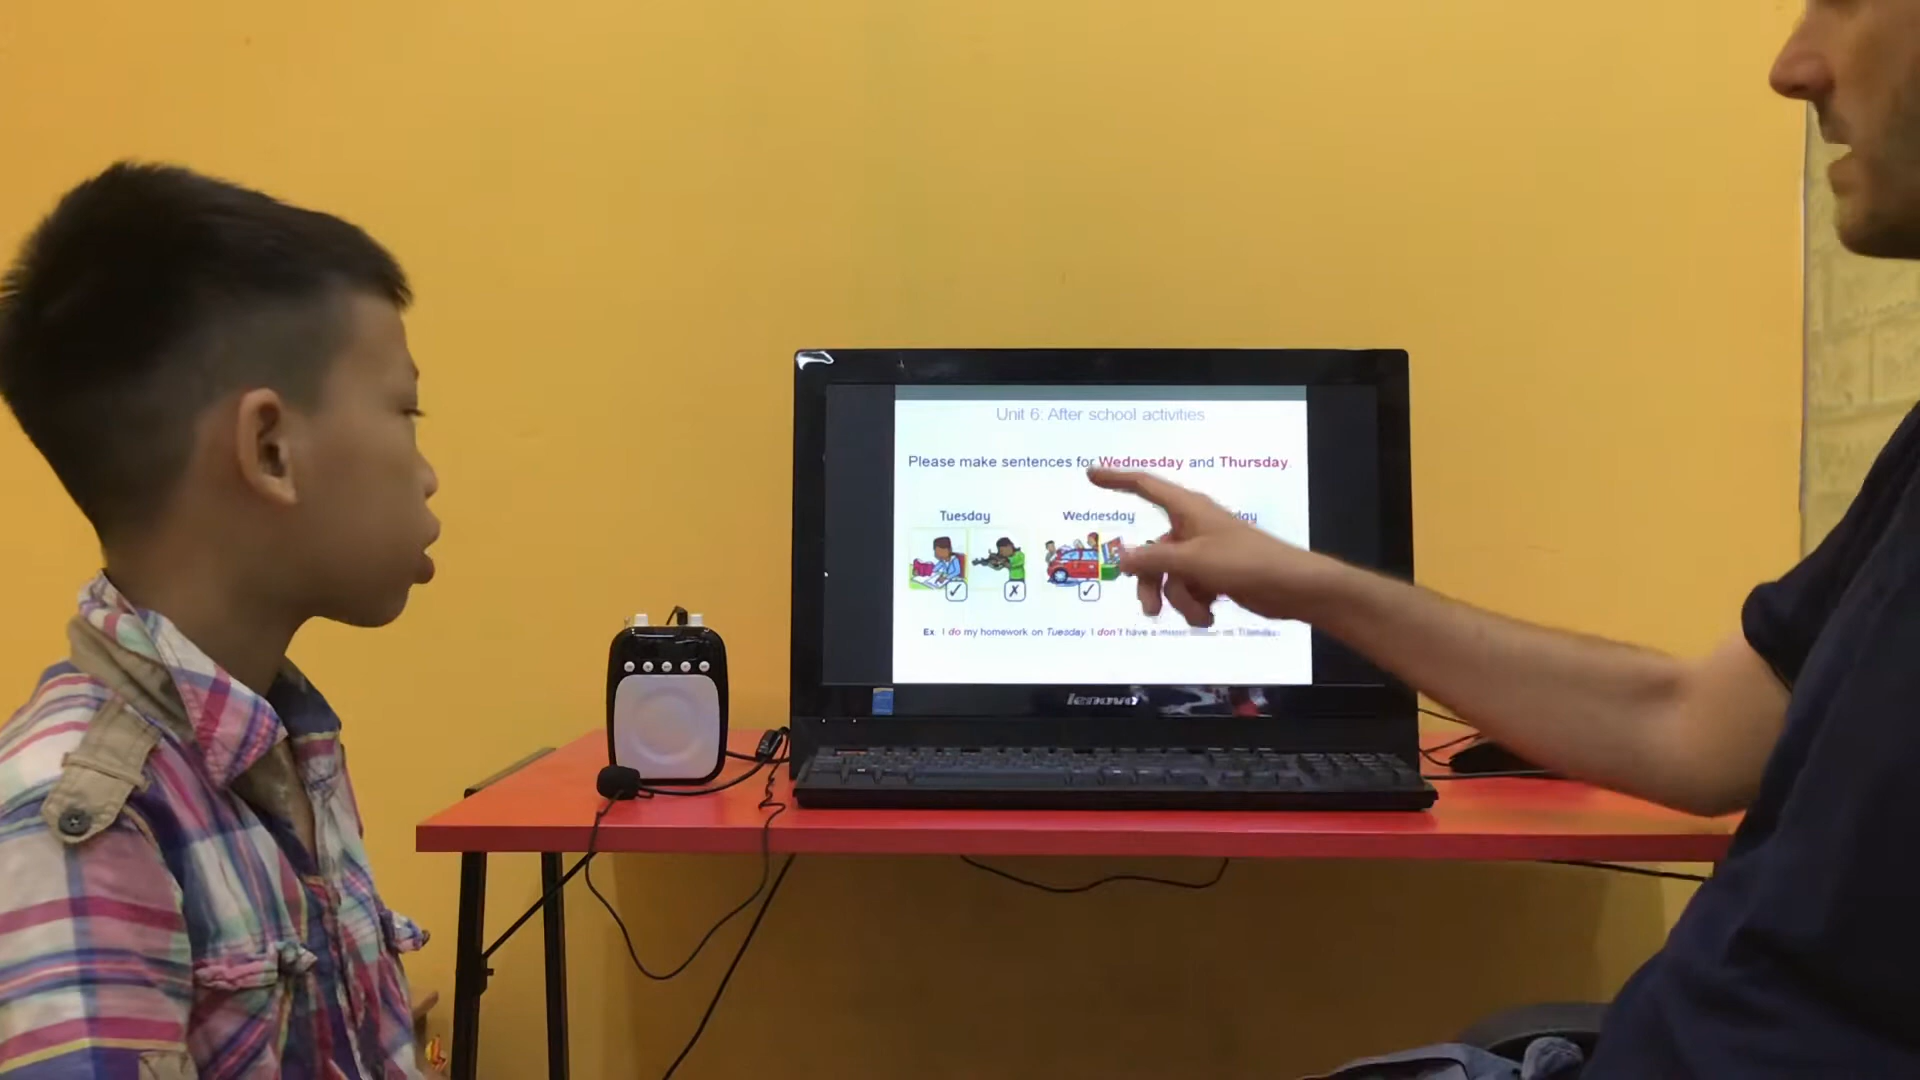 Unit 6: After school activities
Please make sentences for Wednesday and Thursday.
Tuesday Wednesday
Ex: I do my homework on Tuesday. I don't have a
lenovo